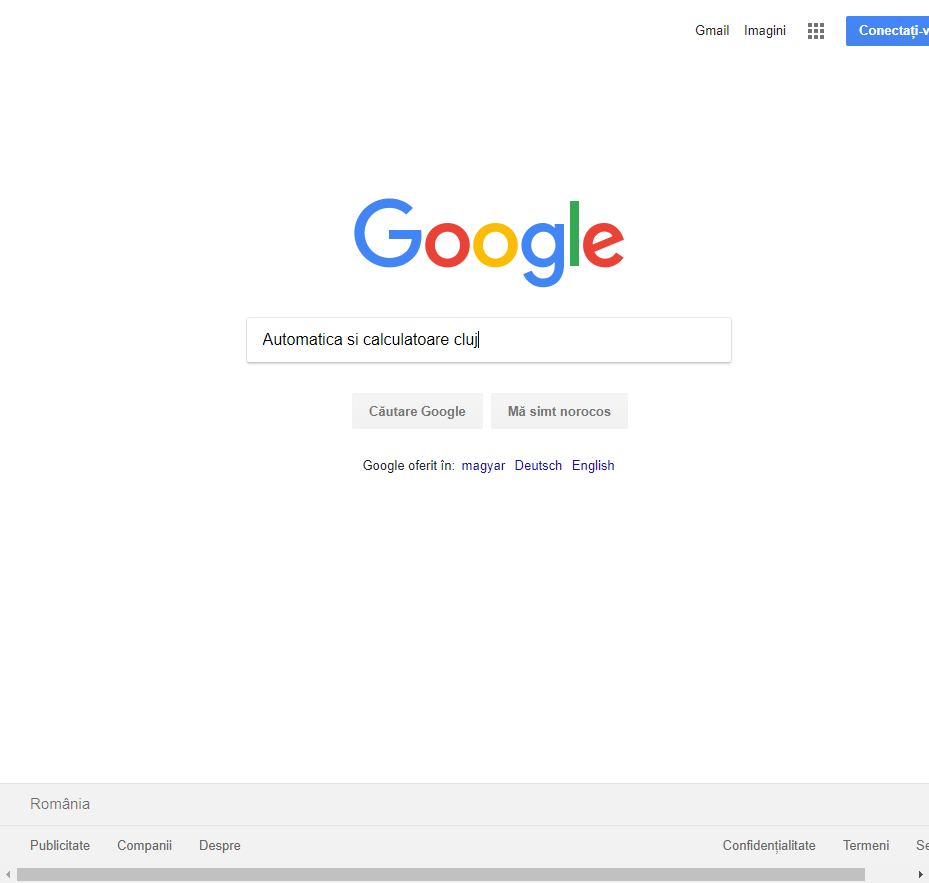 Gmail Imagini Conectați-v
Google
Automatica si calculatoare cluj
Căutare Google Mă simt norocos
Google oferit în: magyar Deutsch English
România
Publicitate Companii Despre Confidențialitate Termeni Se